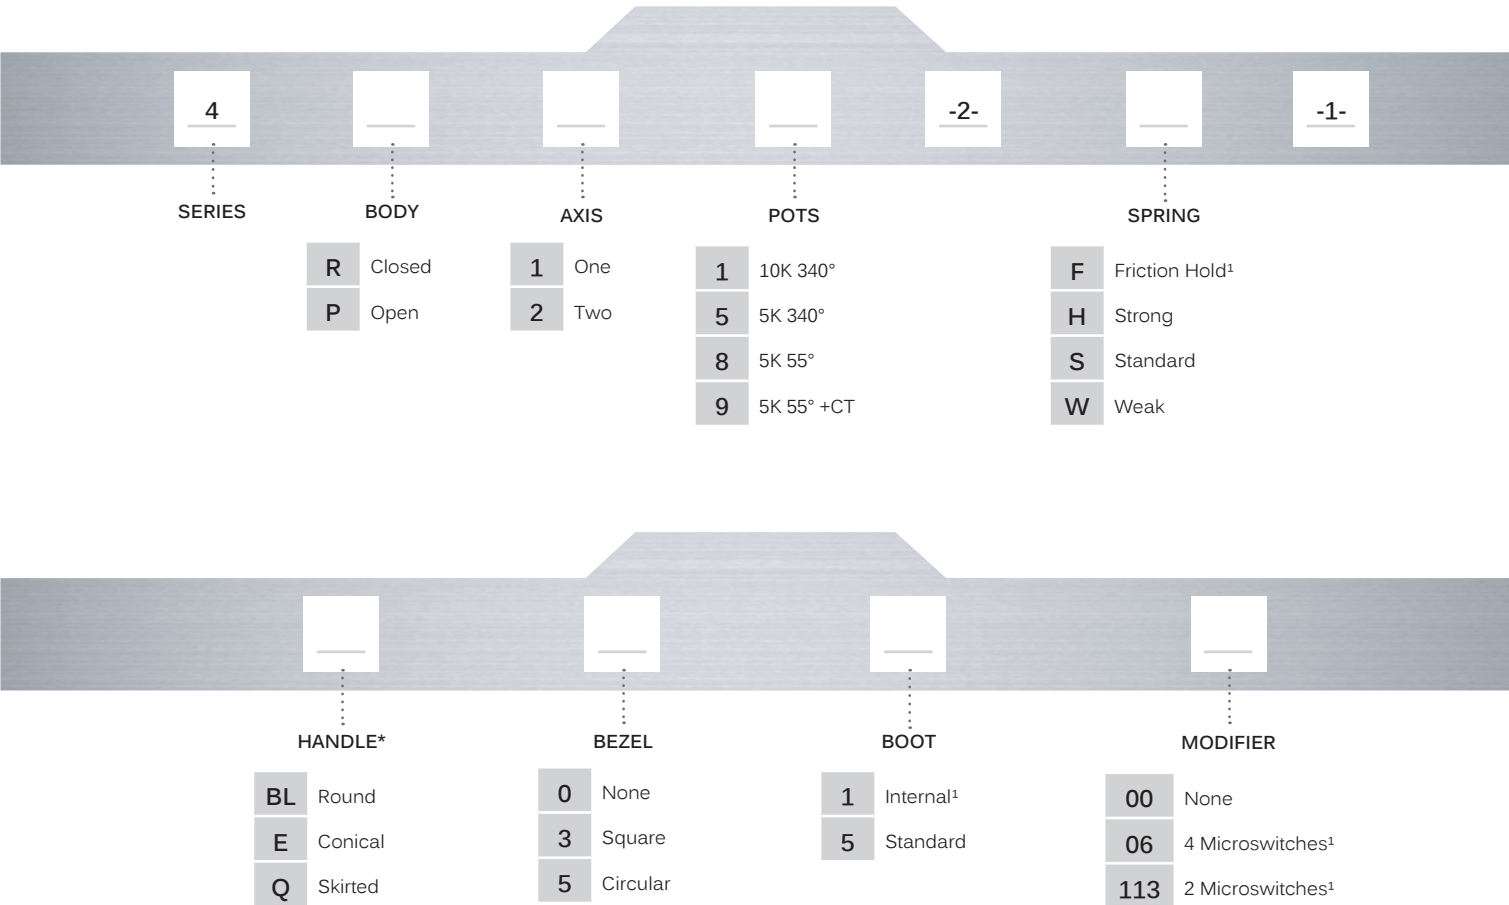 4 -2- -1-
SERIES BODY AXIS POTS SPRING
R Closed 1 One 1 10K 340° F Friction Hold¹
P Open 2 Two 5 5K 340° H Strong
8 5K 55° S Standard
9 5K 55° +CT W Weak
HANDLE* BEZEL BOOT MODIFIER
BL Round 0 None 1 Internal¹ 00 None
E Conical 3 Square 5 Standard 06 4 Microswitches¹
Q Skirted 5 Circular 113 2 Microswitches¹